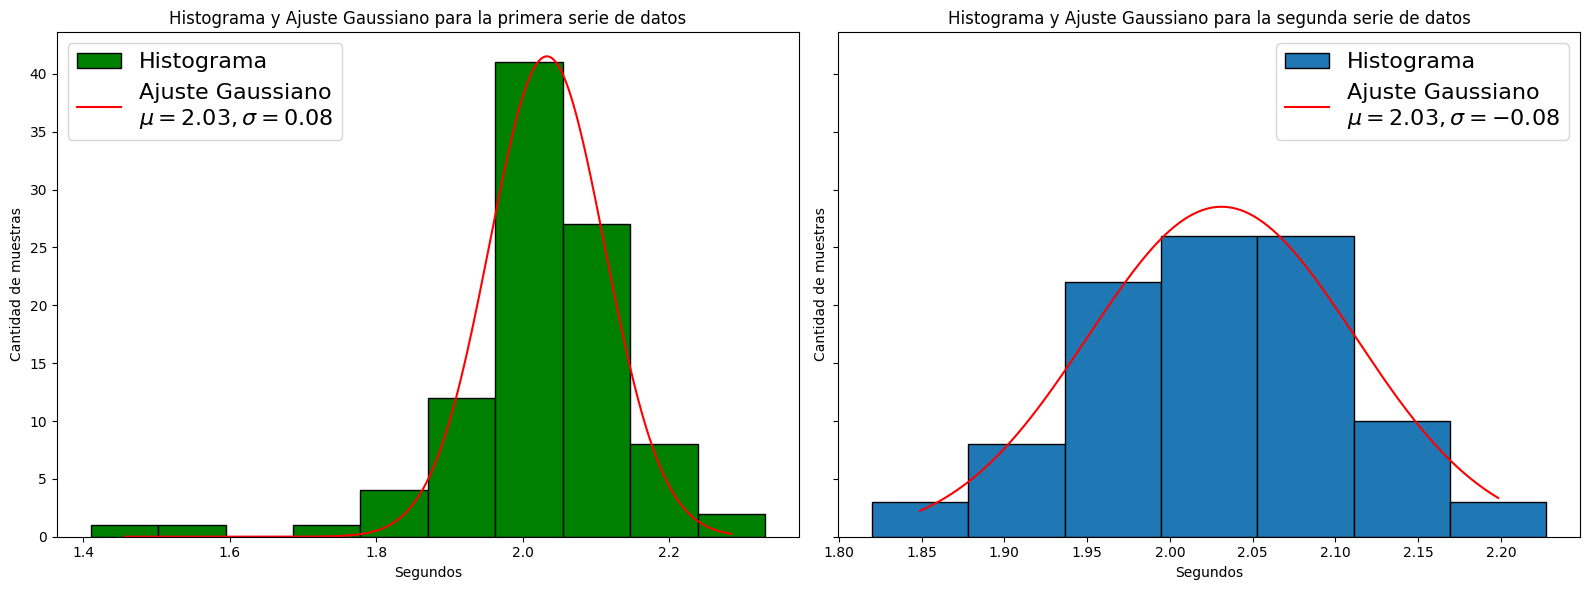 Histograma y Ajuste Gaussiano para la primera serie de datos
Histograma
Ajuste Gaussiano
μ = 2.03, σ = 0.08
Cantidad de muestras
40
35
30
25
20
15
10
5
0
1.4 1.6 1.8 2.0 2.2
Segundos
Histograma y Ajuste Gaussiano para la segunda serie de datos
Histograma
Ajuste Gaussiano
μ = 2.03, σ = −0.08
Cantidad de muestras
1.80 1.85 1.90 1.95 2.00 2.05 2.10 2.15 2.20
Segundos